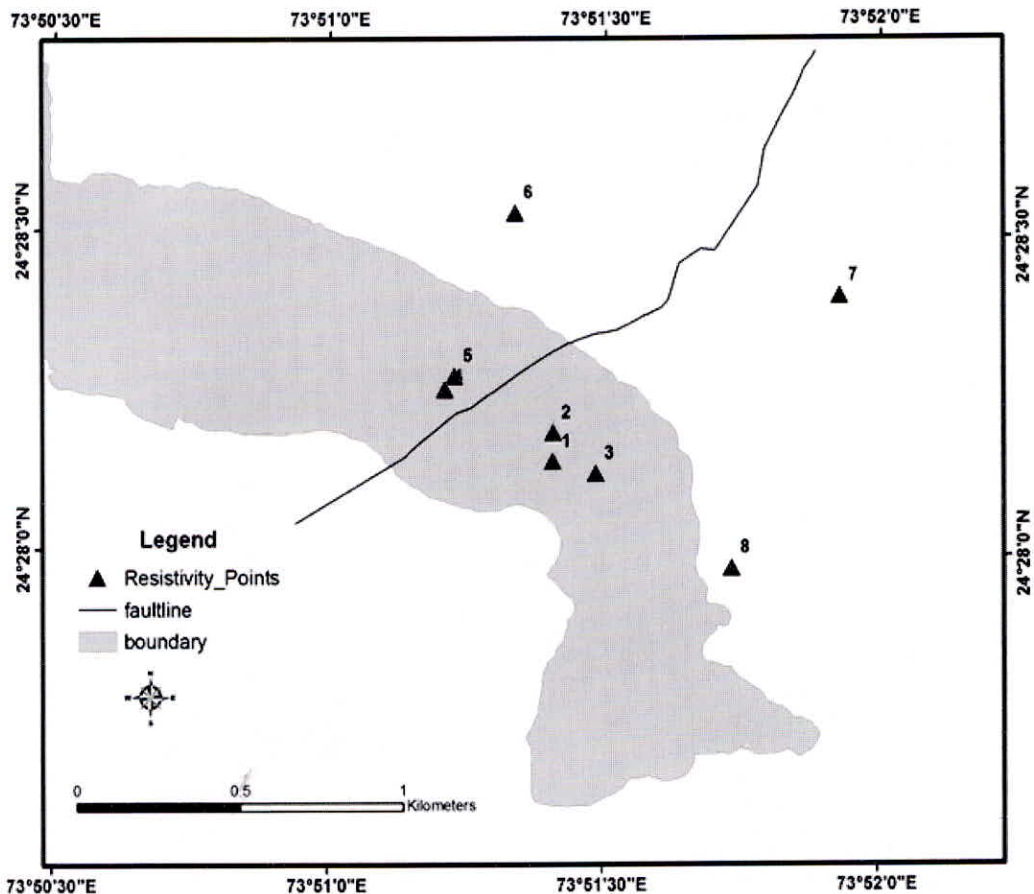 73°50'30"E 73°51'0"E 73°51'30"E 73°52'0"E
24°28'30"N
24°28'30"N
6
7
5
2
1
3
24°28'0"N
24°28'0"N
8
Legend
Resistivity_Points
faultline
boundary
0 0.5 1
Kilometers
73°50'30"E 73°51'0"E 73°51'30"E 73°52'0"E